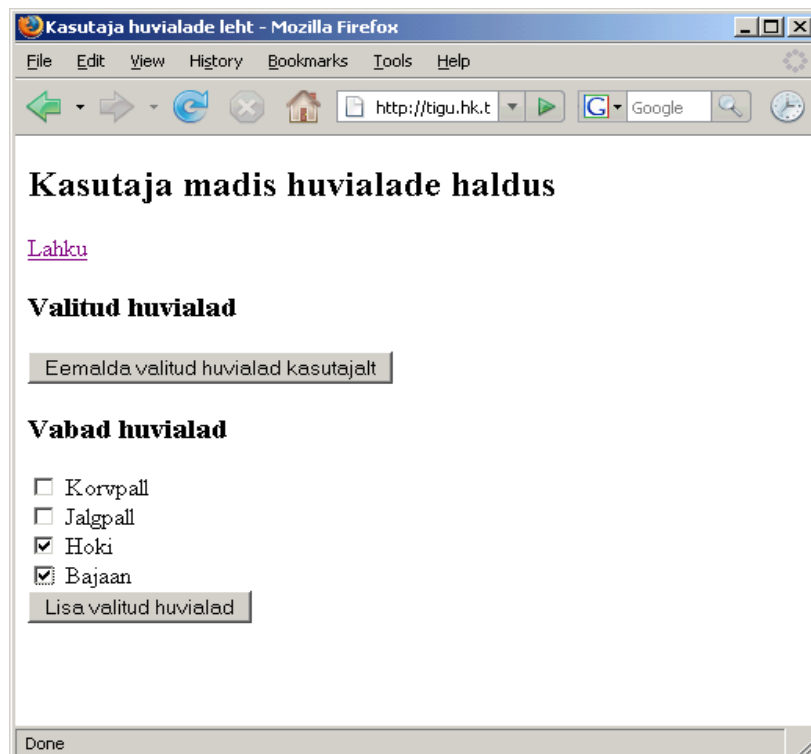 Kasutaja huvialade leht - Mozilla Firefox
File Edit View History Bookmarks Tools Help
http://tigu.hk.t G Google
Kasutaja madis huvialade haldus
Lahku
Valitud huvialad
Eemalda valitud huvialad kasutajalt
Vabad huvialad
Korvpall
Jalgpall
Hoki
Bajaan
Lisa valitud huvialad
Done